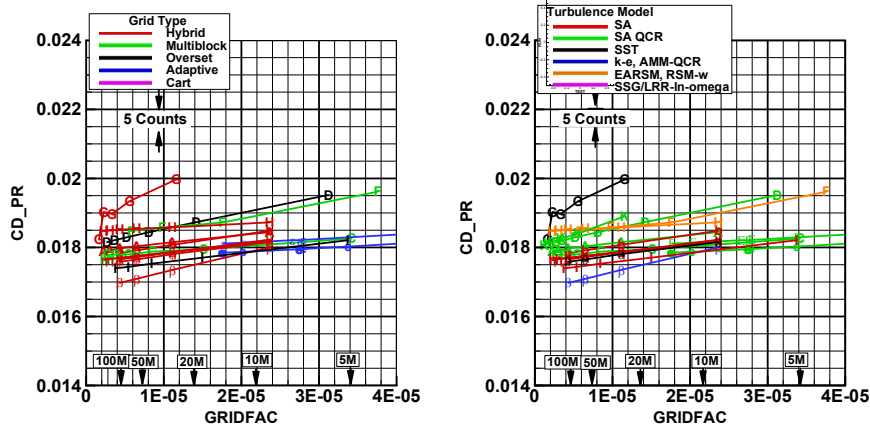 Grid Type
Hybrid
Multiblock
Overset
Adaptive
Cart
5 Counts
CD_PR
0.024
0.022
0.02
0.018
0.016
0.014
100M
50M
20M
10M
5M
0
1E-05
2E-05
3E-05
4E-05
GRIDFAC
Turbulence Model
SA
SA QCR
SST
k-e, AMM-QCR
EARSM, RSM-w
SSG/LRR-ln-omega
5 Counts
CD_PR
0.024
0.022
0.02
0.018
0.016
0.014
100M
50M
20M
10M
5M
0
1E-05
2E-05
3E-05
4E-05
GRIDFAC